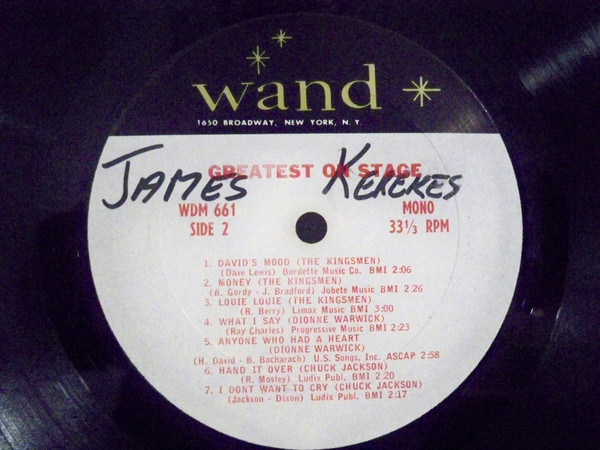 wand
1650 BROADWAY, NEW YORK, N. Y.
GREATEST ON STAGE
JAMES KEREKES
WDM 661 MONO
SIDE 2 33 1/3 RPM
1. DAVID'S MOOD (THE KINGSMEN)
(Dave Lewis) Burdette Music Co. BMI 2:06
2. MONEY (THE KINGSMEN)
(B. Gordy - J. Bradford) Jobete Music BMI 2:26
3. LOUIE LOUIE (THE KINGSMEN)
(R. Berry) Limax Music BMI 3:00
4. WHAT I SAY (DIONNE WARWICK)
(Ray Charles) Progressive Music BMI 2:23
5. ANYONE WHO HAD A HEART
(DIONNE WARWICK)
(H. David - B. Bacharach) U.S. Songs, Inc. ASCAP 2:58
6. HAND IT OVER (CHUCK JACKSON)
(R. Mosley) Ludix Publ. BMI 2:20
7. I DONT WANT TO CRY (CHUCK JACKSON)
(Jackson - Dixon) Ludix Publ. BMI 2:17